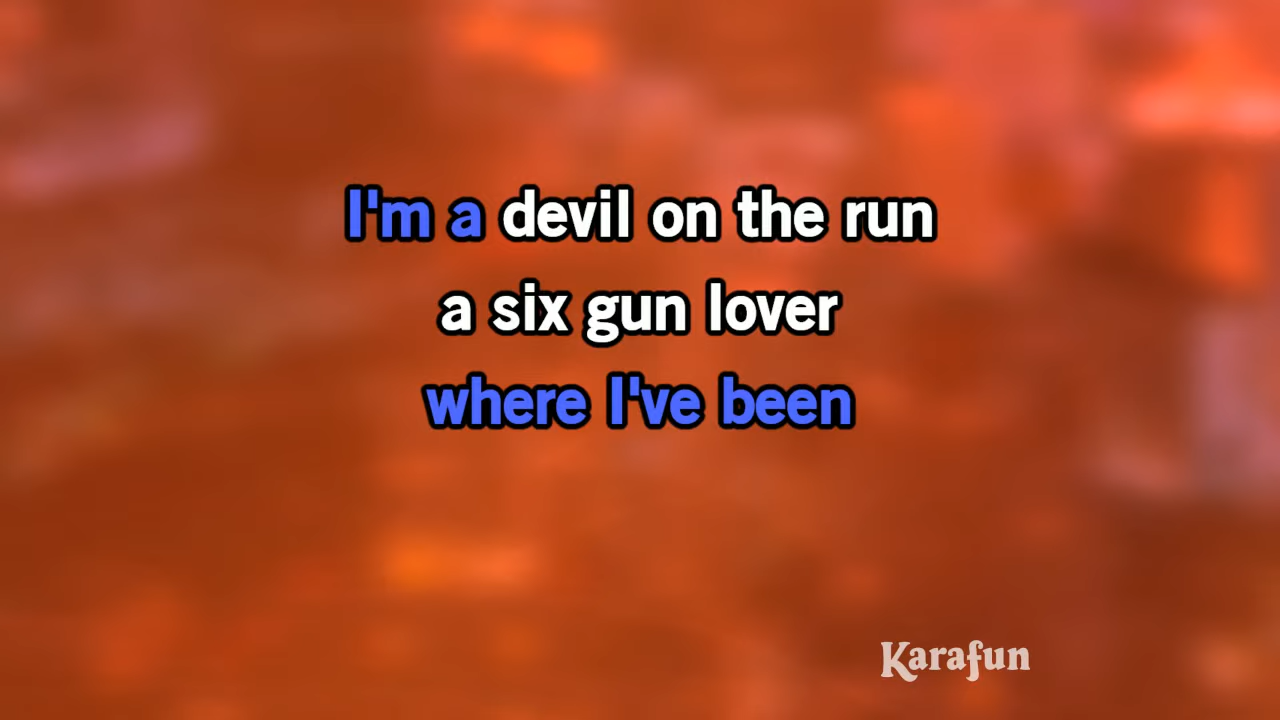 I'm a devil on the run
a six gun lover
where I've been
Karafun